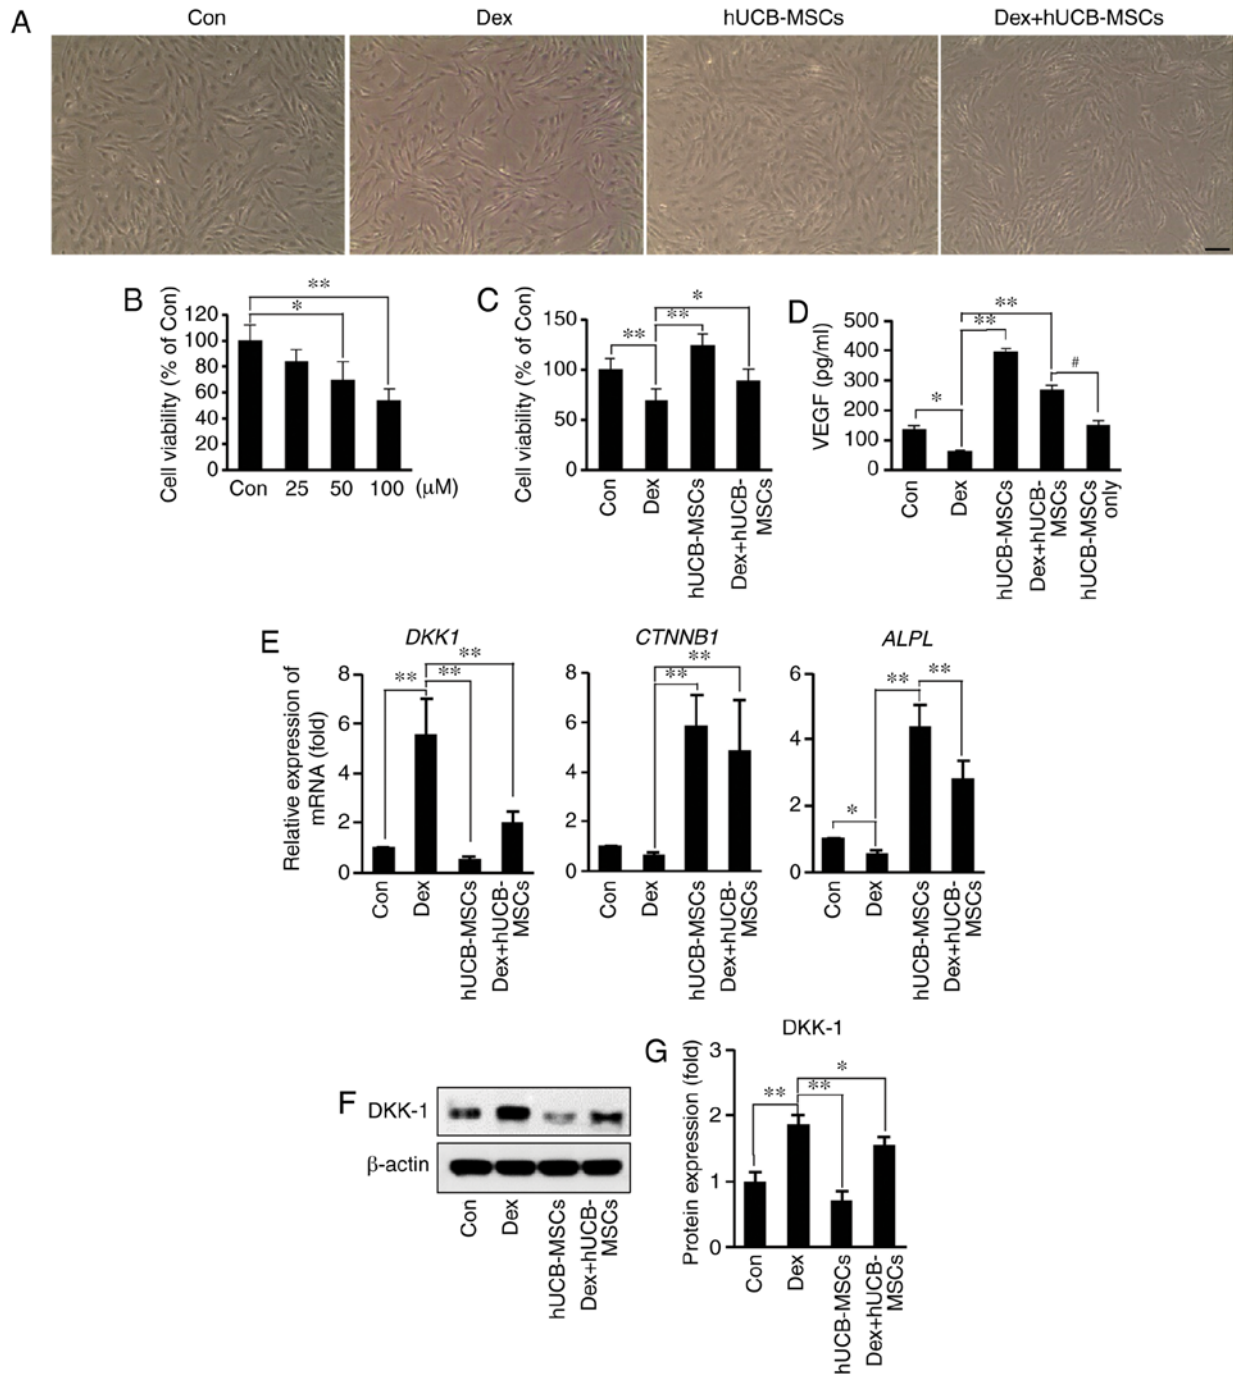 A
Con
Dex
hUCB-MSCs
Dex+hUCB-MSCs
B
Cell viability (% of Con)
120
100
80
60
40
20
0
**
*
Con 25 50 100 (μM)
C
Cell viability (% of Con)
150
100
50
0
**
**
*
Con
Dex
hUCB-MSCs
Dex+hUCB-
MSCs
D
VEGF (pg/ml)
500
400
300
200
100
0
*
**
**
#
Con
Dex
hUCB-MSCs
Dex+hUCB-
MSCs
hUCB-MSCs
only
E
Relative expression of
mRNA (fold)
DKK1
8
6
4
2
0
**
**
**
Con
Dex
hUCB-MSCs
Dex+hUCB-
MSCs
CTNNB1
8
6
4
2
0
**
**
Con
Dex
hUCB-MSCs
Dex+hUCB-
MSCs
ALPL
6
4
2
0
*
**
**
Con
Dex
hUCB-MSCs
Dex+hUCB-
MSCs
F
DKK-1
β-actin
Con
Dex
hUCB-MSCs
Dex+hUCB-
MSCs
G
DKK-1
Protein expression (fold)
3
2
1
0
**
**
*
Con
Dex
hUCB-MSCs
Dex+hUCB-
MSCs